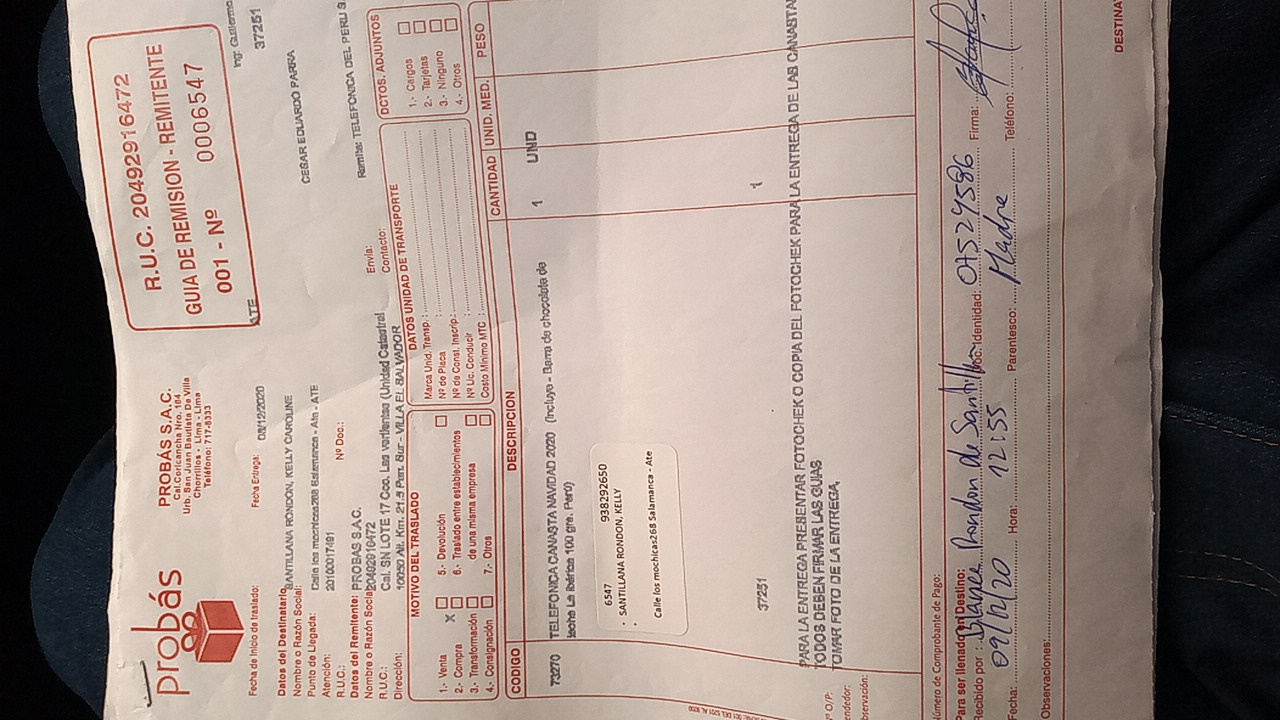 probás
PROBÁS S.A.C.
Cal.Coricancha Nro. 184
Urb. San Juan Bautista De Villa
Chorrillos - Lima - Lima
Teléfono: 717-8333
R.U.C. 20492916472
GUIA DE REMISION - REMITENTE
001 - Nº 0006547
Fecha de Inicio de traslado:
Fecha Entrega: 08/12/2020
ATE
Ing. Guillermo
37251
Datos del Destinatario
Nombre o Razón Social: SANTILLANA RONDON, KELLY CAROLINE
Punto de Llegada: Calle los mochicas268 Salamanca - Ate - ATE
CESAR EDUARDO PARRA
Atención:
R.U.C.: 20100017491
Nº Doc.:
Datos del Remitente:
Nombre o Razón Social: PROBAS S.A.C.
R.U.C.: 20492916472
Dirección: Cal. SN LOTE 17 Coo. Las vertientes (Unidad Catastral
10050 Alt. Km. 21.5 Pan. Sur - VILLA EL SALVADOR
Envía:
Contacto:
Remite: TELEFONICA DEL PERU S.
MOTIVO DEL TRASLADO
1.- Venta X
2.- Compra
3.- Transformación
4.- Consignación
5.- Devolución
6.- Traslado entre establecimientos
de una misma empresa
7.- Otros
DATOS UNIDAD DE TRANSPORTE
Marca Unid. Transp. :
Nº de Placa :
Nº de Const. Inscrip.:
Nº Lic. Conducir :
Costo Mínimo MTC :
DCTOS. ADJUNTOS
1.- Cargos
2.- Tarjetas
3.- Ninguno
4.- Otros
CODIGO DESCRIPCION CANTIDAD UNID. MED. PESO
73270 TELEFONICA CANASTA NAVIDAD 2020 (Incluye - Barra de chocolate de 1 UND
leche La Ibérica 100 grs. Perú)
6547 938292650
SANTILLANA RONDON, KELLY
Calle los mochicas268 Salamanca - Ate
37251 1
PARA LA ENTREGA PRESENTAR FOTOCHEK O COPIA DEL FOTOCHEK PARA LA ENTREGA DE LAS CANASTA
TODOS DEBEN FIRMAR LAS GUIAS
TOMAR FOTO DE LA ENTREGA
Nº O/P:
Vendedor:
Observación:
Número de Comprobante de Pago:
Para ser llenado en Destino:
Recibido por : Rondon de Santilla Doc. Identidad: 07524586 Firma:
Fecha: 09/12/20 Hora: 12:55 Parentesco: Madre Teléfono:
Observaciones:
DESTINAT